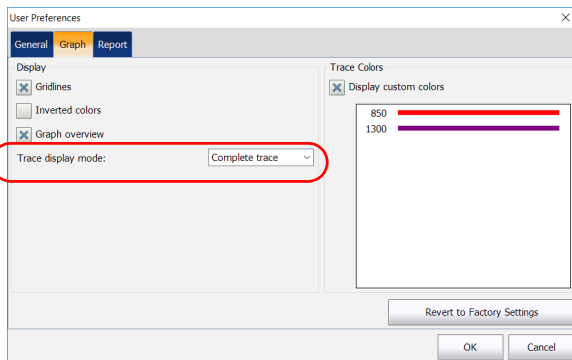 User Preferences
General Graph Report
Display
Gridlines
Inverted colors
Graph overview
Trace display mode: Complete trace
Trace Colors
Display custom colors
850
1300
Revert to Factory Settings
OK Cancel